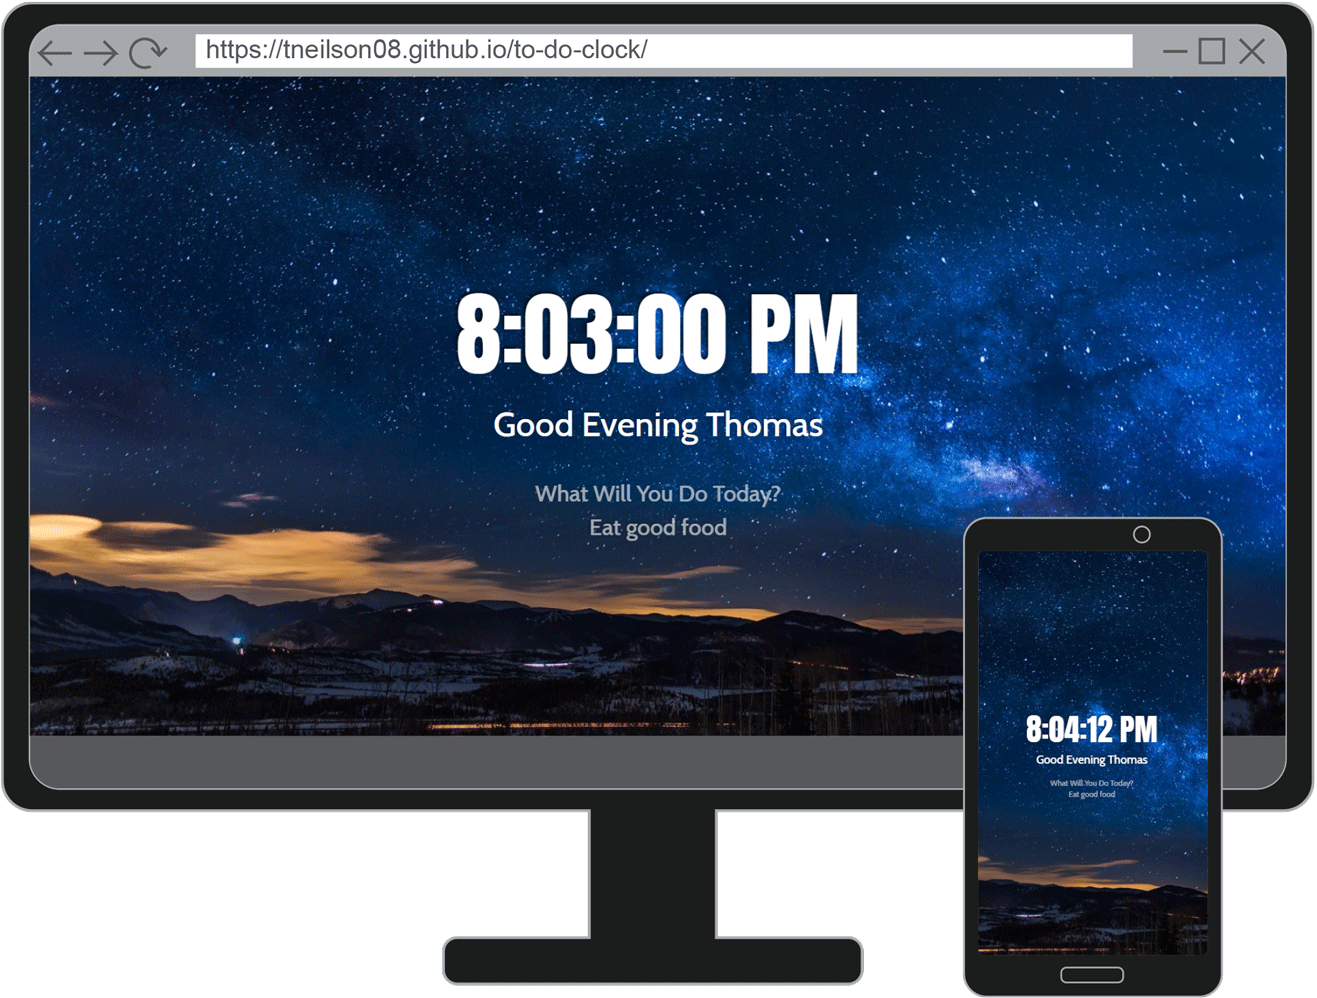 https://tneilson08.github.io/to-do-clock/
8:03:00 PM
Good Evening Thomas
What Will You Do Today?
Eat good food
8:04:12 PM
Good Evening Thomas
What Will You Do Today?
Eat good food